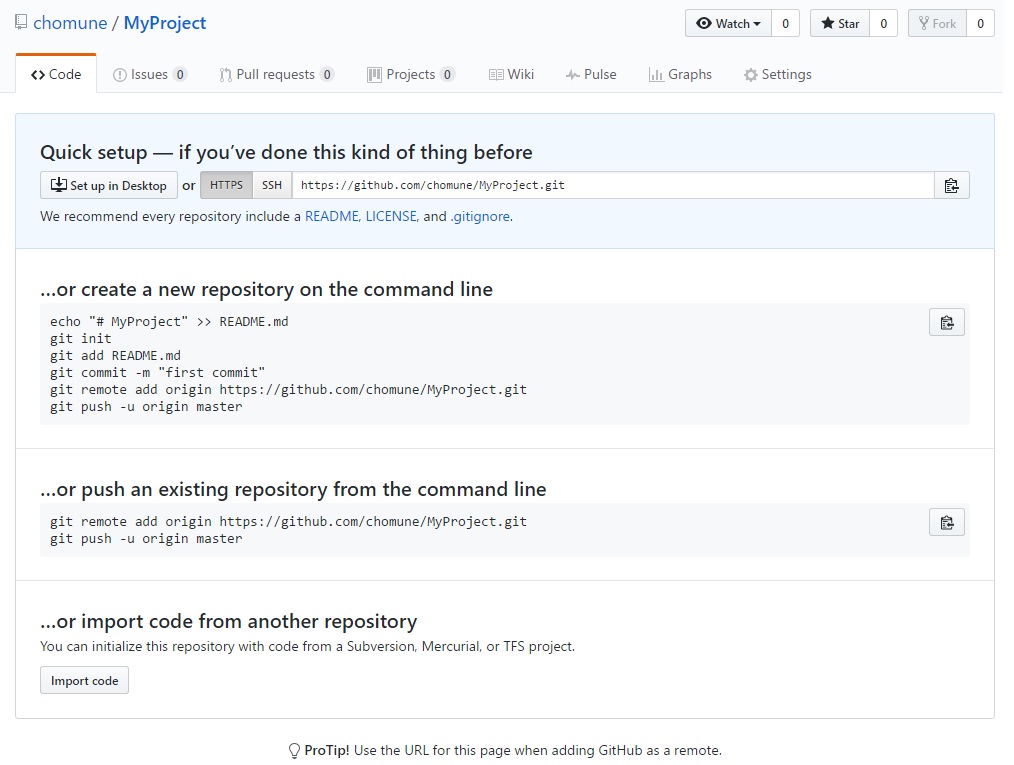 chomune / MyProject
Watch 0 Star 0 Fork 0
Code Issues 0 Pull requests 0 Projects 0 Wiki Pulse Graphs Settings
Quick setup — if you’ve done this kind of thing before
Set up in Desktop or HTTPS SSH https://github.com/chomune/MyProject.git
We recommend every repository include a README, LICENSE, and .gitignore.
…or create a new repository on the command line
echo "# MyProject" >> README.md
git init
git add README.md
git commit -m "first commit"
git remote add origin https://github.com/chomune/MyProject.git
git push -u origin master
…or push an existing repository from the command line
git remote add origin https://github.com/chomune/MyProject.git
git push -u origin master
…or import code from another repository
You can initialize this repository with code from a Subversion, Mercurial, or TFS project.
Import code
ProTip! Use the URL for this page when adding GitHub as a remote.